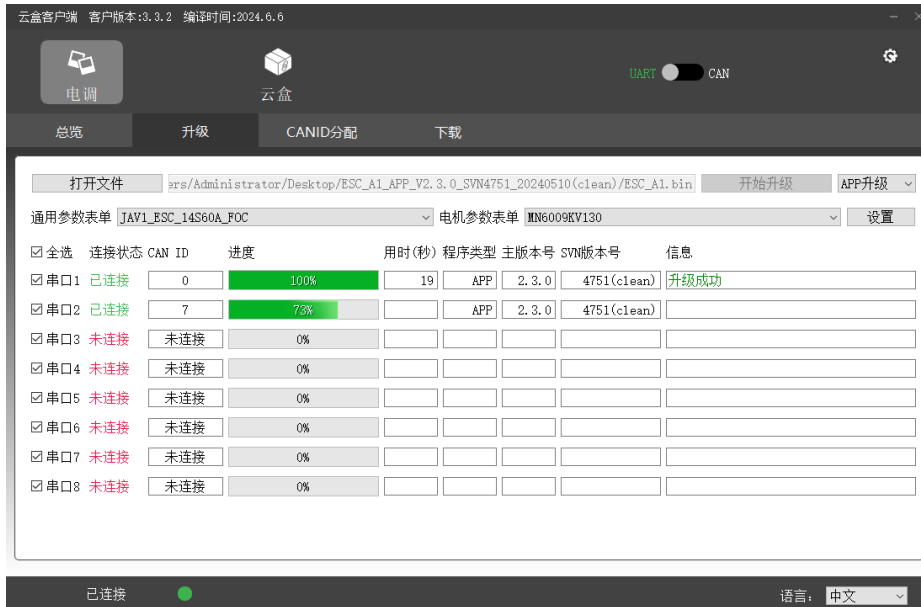 云盒客户端 客户版本:3.3.2 编译时间:2024.6.6
电调 云盒 UART CAN
总览 升级 CANID分配 下载
打开文件 ers/Administrator/Desktop/ESC_A1_APP_V2.3.0_SVN4751_20240510(clean)/ESC_A1.bin 开始升级 APP升级
通用参数表单 JAV1_ESC_14S60A_FOC 电机参数表单 MN6009KV130 设置
全选 连接状态 CAN ID 进度 用时(秒) 程序类型 主版本号 SVN版本号 信息
串口1 已连接 0 100% 19 APP 2.3.0 4751(clean) 升级成功
串口2 已连接 7 73% APP 2.3.0 4751(clean)
串口3 未连接 未连接 0%
串口4 未连接 未连接 0%
串口5 未连接 未连接 0%
串口6 未连接 未连接 0%
串口7 未连接 未连接 0%
串口8 未连接 未连接 0%
已连接 语言: 中文